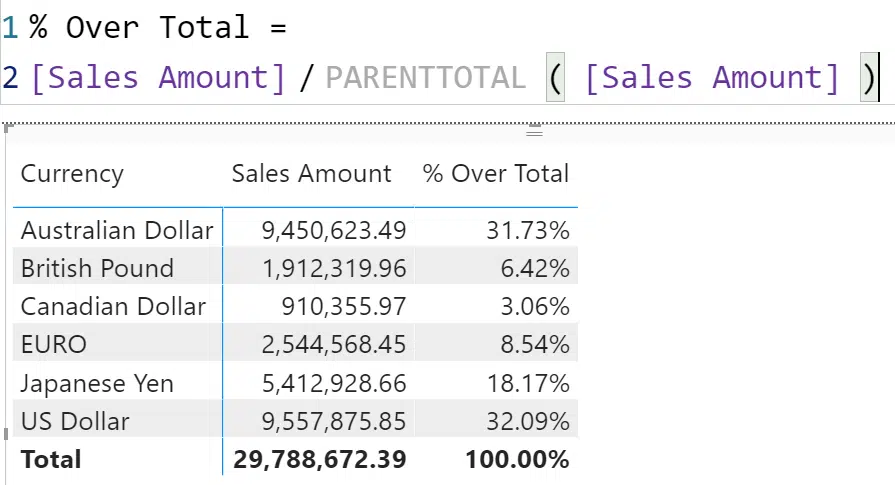 1 % Over Total =
2 [Sales Amount] / PARENTTOTAL ( [Sales Amount] )
Currency Sales Amount % Over Total
Australian Dollar 9,450,623.49 31.73%
British Pound 1,912,319.96 6.42%
Canadian Dollar 910,355.97 3.06%
EURO 2,544,568.45 8.54%
Japanese Yen 5,412,928.66 18.17%
US Dollar 9,557,875.85 32.09%
Total 29,788,672.39 100.00%